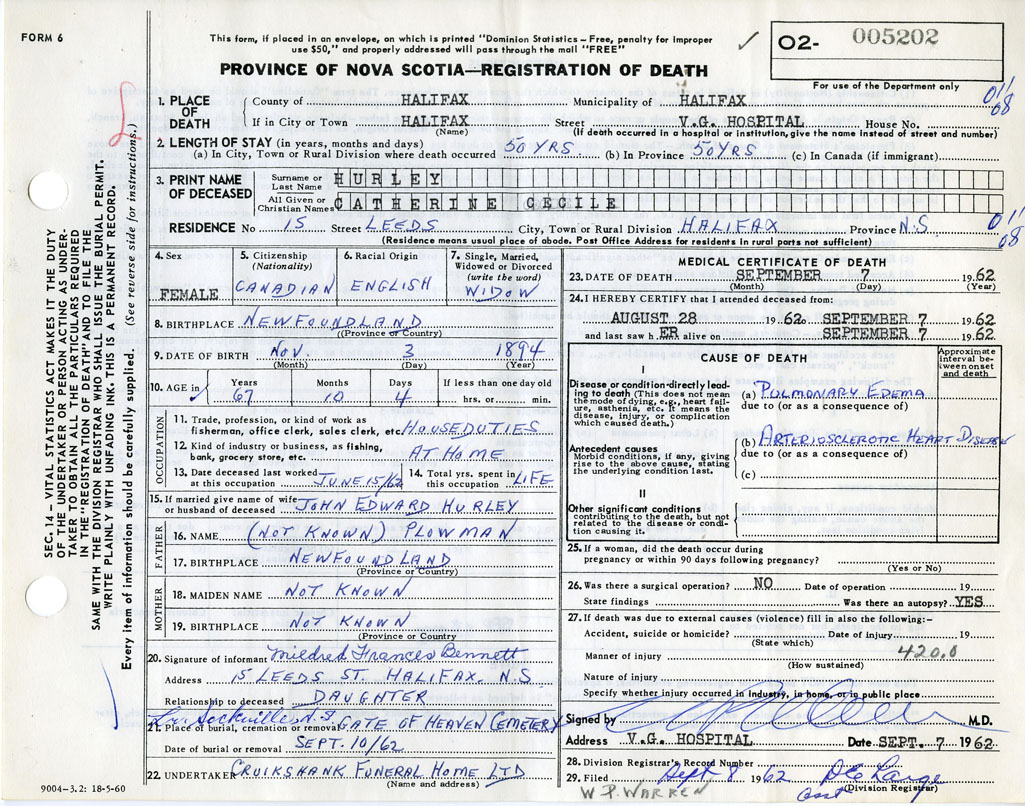 FORM 6
This form, if placed in an envelope, on which is printed "Dominion Statistics – Free, penalty for improper
use $50," and properly addressed will pass through the mail "FREE"
✓
O2- 005202
For use of the Department only
PROVINCE OF NOVA SCOTIA—REGISTRATION OF DEATH
01/08
1. PLACE OF DEATH
County of HALIFAX Municipality of HALIFAX
If in City or Town HALIFAX Street V.G. HOSPITAL House No.
(Name) (If death occurred in a hospital or institution, give the name instead of street and number)
2. LENGTH OF STAY (in years, months and days)
(a) In City, Town or Rural Division where death occurred 50 YRS (b) In Province 50 YRS (c) In Canada (if immigrant)
3. PRINT NAME OF DECEASED
Surname or Last Name HURLEY
All Given or Christian Names CATHERINE CECILE
RESIDENCE No 15 Street LEEDS City, Town or Rural Division HALIFAX Province N.S
(Residence means usual place of abode. Post Office Address for residents in rural parts not sufficient)
01/08
4. Sex
FEMALE
5. Citizenship
(Nationality)
CANADIAN
6. Racial Origin
ENGLISH
7. Single, Married,
Widowed or Divorced
(write the word)
WIDOW
8. BIRTHPLACE NEWFOUNDLAND
(Province or Country)
9. DATE OF BIRTH Nov. 3 1894
(Month) (Day) (Year)
10. AGE in ✓ Years Months Days If less than one day old
67 10 4 hrs. or min.
OCCUPATION
11. Trade, profession, or kind of work as
fisherman, office clerk, sales clerk, etc. HOUSEDUTIES
12. Kind of industry or business, as fishing,
bank, grocery store, etc. AT HOME
13. Date deceased last worked
at this occupation JUNE 15/62
14. Total yrs. spent in
this occupation LIFE
15. If married give name of wife
or husband of deceased JOHN EDWARD HURLEY
FATHER
16. NAME (NOT KNOWN) PLOWMAN
17. BIRTHPLACE NEWFOUNDLAND
(Province or Country)
MOTHER
18. MAIDEN NAME NOT KNOWN
19. BIRTHPLACE NOT KNOWN
(Province or Country
20. Signature of informant Mildred Frances Bennett
Address 15 LEEDS ST. HALIFAX. N.S
Relationship to deceased DAUGHTER
Sackville N.S
21. Place of burial, cremation or removal GATE OF HEAVEN CEMETERY
Date of burial or removal SEPT. 10/62
22. UNDERTAKER CRUIKSHANK FUNERAL HOME LTD
(Name and address)
9004-3.2: 18-5-60
MEDICAL CERTIFICATE OF DEATH
23. DATE OF DEATH SEPTEMBER 7 1962
(Month) (Day) (Year)
24. I HEREBY CERTIFY that I attended deceased from:
AUGUST 28 1962 to SEPTEMBER 7 1962
and last saw h ER alive on SEPTEMBER 7 1962
CAUSE OF DEATH
Approximate
interval be-
tween onset
and death
I
Disease or condition directly lead-
ing to death (This does not mean
the mode of dying, e.g., heart fail-
ure, asthenia, etc. It means the
disease, injury, or complication
which caused death.)
(a) PULMONARY EDEMA
due to (or as a consequence of)
Antecedent causes
Morbid conditions, if any, giving
rise to the above cause, stating
the underlying condition last.
(b) ARTERIOSCLEROTIC HEART DISEASE
due to (or as a consequence of)
(c)
II
Other significant conditions
contributing to the death, but not
related to the disease or condi-
tion causing it.
25. If a woman, did the death occur during
pregnancy or within 90 days following pregnancy?
(Yes or No)
26. Was there a surgical operation? NO Date of operation 19
State findings Was there an autopsy? YES
27. If death was due to external causes (violence) fill in also the following:–
Accident, suicide or homicide? Date of injury 19
(State which)
Manner of injury 420.0
(How sustained)
Nature of injury
Specify whether injury occurred in industry, in home, or in public place
Signed by M.D.
Address V.G. HOSPITAL Date SEPT. 7 1962
28. Division Registrar's Record Number
29. Filed Sept 8 1962
W P. WARREN Asst (Division Registrar)
SEC. 14 – VITAL STATISTICS ACT MAKES IT THE DUTY
OF THE UNDERTAKER OR PERSON ACTING AS UNDER-
TAKER TO OBTAIN ALL THE PARTICULARS REQUIRED
IN THE "REGISTRATION OF DEATH" AND TO FILE THE
SAME WITH THE DIVISION REGISTRAR WHO SHALL ISSUE THE BURIAL PERMIT.
WRITE PLAINLY WITH UNFADING INK. THIS IS A PERMANENT RECORD.
Every item of information should be carefully supplied. (See reverse side for instructions.)